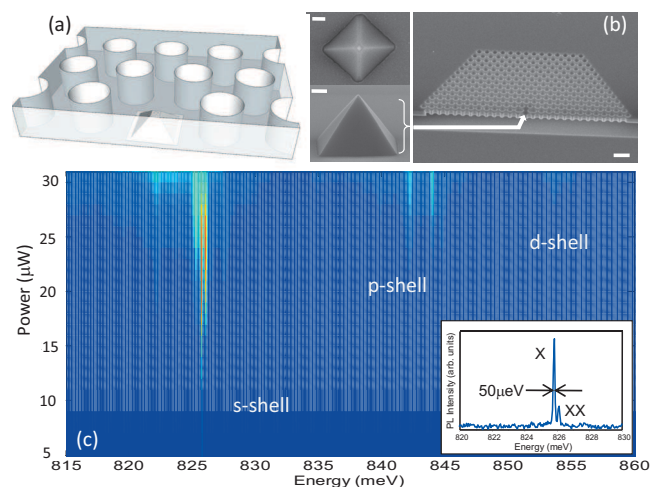 (a)
(b)
30
25
20
15
10
5
Power (μW)
d-shell
p-shell
s-shell
(c)
815
820
825
830
835
840
845
850
855
860
Energy (meV)
PL Intensity (arb. units)
X
50μeV
XX
820
822
824
826
828
830
Energy (meV)